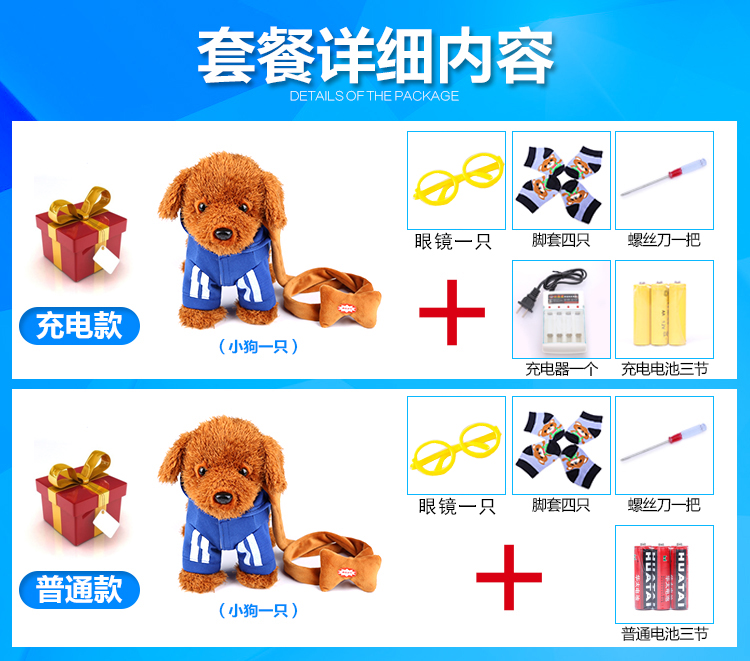 套餐详细内容
DETAILS OF THE PACKAGE
眼镜一只
脚套四只
螺丝刀一把
充电款
(小狗一只)
充电器一个
充电电池三节
眼镜一只
脚套四只
螺丝刀一把
普通款
(小狗一只)
HUATAI
HUATAI
普通电池三节